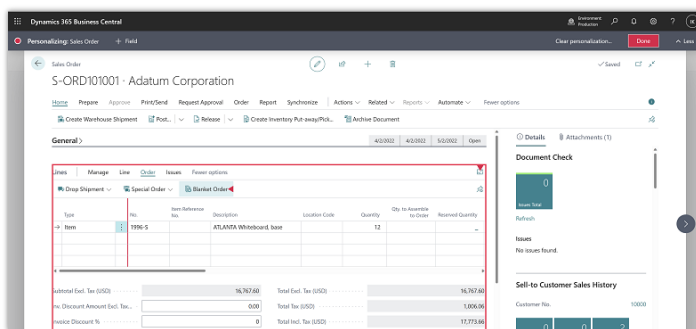 Dynamics 365 Business Central
Environment
Production
Personalizing: Sales Order + Field Clear personalization... Done Less
Sales Order Saved
S-ORD101001 · Adatum Corporation
Home Prepare Approve Print/Send Request Approval Order Report Synchronize Actions Related Reports Automate Fewer options
Create Warehouse Shipment Post... Release Create Inventory Put-away/Pick... Archive Document
General 4/2/2022 4/2/2022 5/2/2022 Open
Details Attachments (1)
Document Check
0
Issues Total
Refresh
Issues
No issues found.
Sell-to Customer Sales History
Customer No. 10000
0 0 2
Lines Manage Line Order Issues Fewer options
Drop Shipment Special Order Blanket Order
Type No. Item Reference No. Description Location Code Quantity Qty. to Assemble to Order Reserved Quantity
Item 1996-S ATLANTA Whiteboard, base 12 _
Subtotal Excl. Tax (USD) 16,767.60 Total Excl. Tax (USD) 16,767.60
Inv. Discount Amount Excl. Tax... 0.00 Total Tax (USD) 1,006.06
Invoice Discount % 0 Total Incl. Tax (USD) 17,773.66